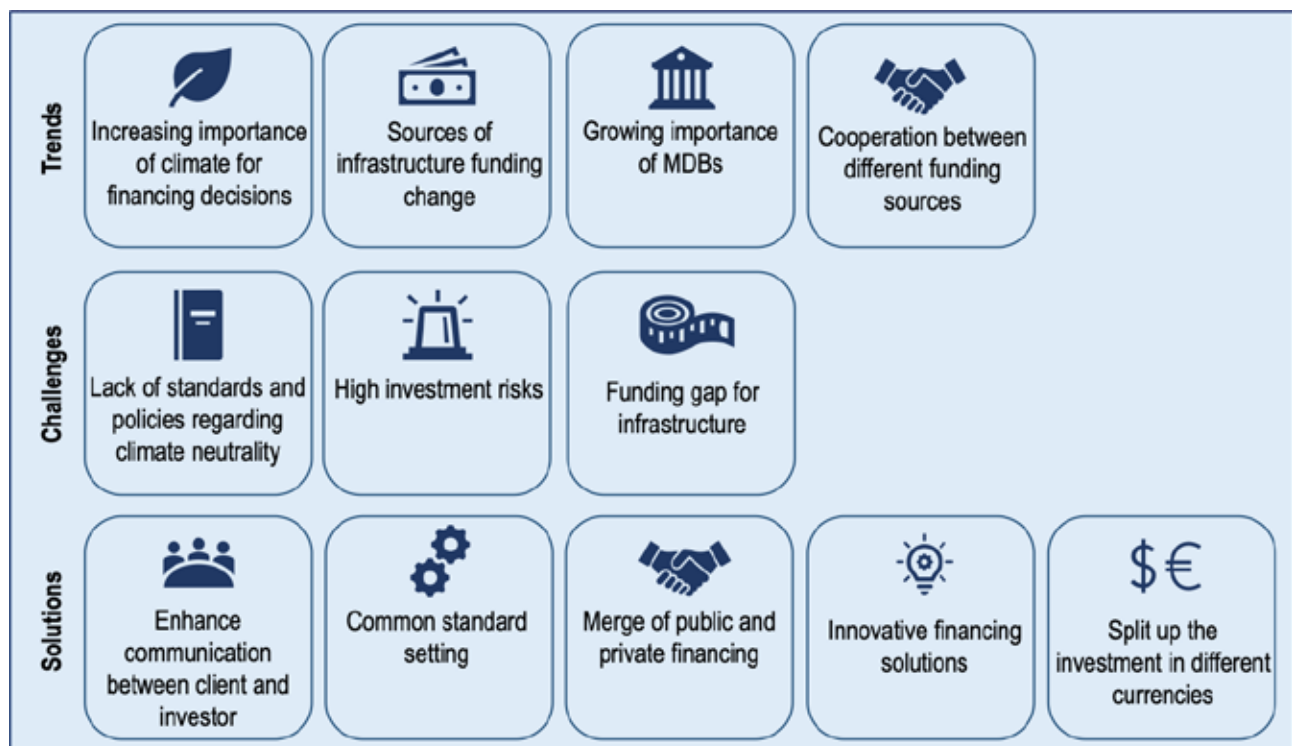 Trends
Increasing importance
of climate for
financing decisions
Sources of
infrastructure funding
change
Growing importance
of MDBs
Cooperation between
different funding
sources
Challenges
Lack of standards and
policies regarding
climate neutrality
High investment risks
Funding gap for
infrastructure
Solutions
Enhance
communication
between client and
investor
Common standard
setting
Merge of public and
private financing
Innovative financing
solutions
$€
Split up the
investment in different
currencies